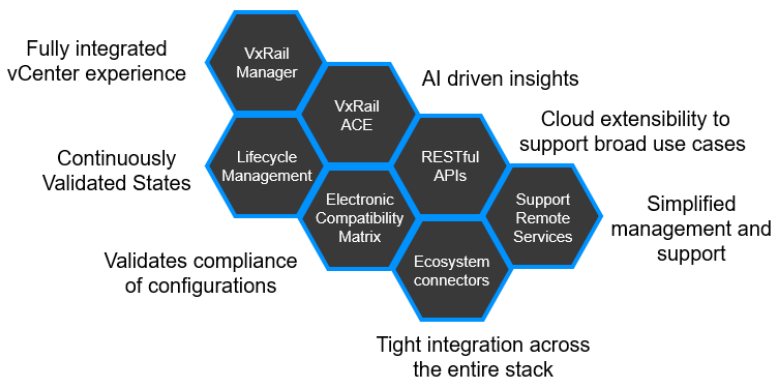 Fully integrated
vCenter experience
VxRail
Manager
VxRail
ACE
AI driven insights
Cloud extensibility to
support broad use cases
Continuously
Validated States
Lifecycle
Management
RESTful
APIs
Electronic
Compatibility
Matrix
Support
Remote
Services
Simplified
management and
support
Validates compliance
of configurations
Ecosystem
connectors
Tight integration across
the entire stack